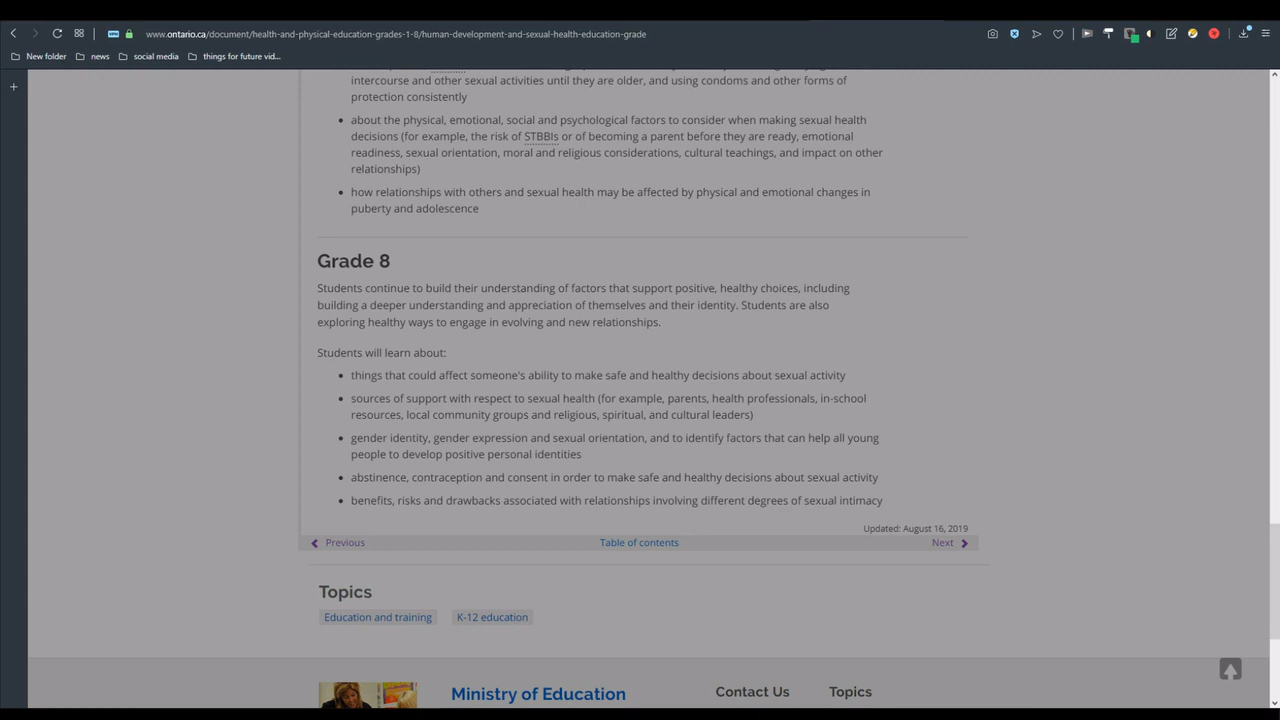 www.ontario.ca/document/health-and-physical-education-grades-1-8/human-development-and-sexual-health-education-grade
New folder
news
social media
things for future vid...
intercourse and other sexual activities until they are older, and using condoms and other forms of
protection consistently
about the physical, emotional, social and psychological factors to consider when making sexual health
decisions (for example, the risk of STBBIs or of becoming a parent before they are ready, emotional
readiness, sexual orientation, moral and religious considerations, cultural teachings, and impact on other
relationships)
how relationships with others and sexual health may be affected by physical and emotional changes in
puberty and adolescence
Grade 8
Students continue to build their understanding of factors that support positive, healthy choices, including
building a deeper understanding and appreciation of themselves and their identity. Students are also
exploring healthy ways to engage in evolving and new relationships.
Students will learn about:
things that could affect someone's ability to make safe and healthy decisions about sexual activity
sources of support with respect to sexual health (for example, parents, health professionals, in-school
resources, local community groups and religious, spiritual, and cultural leaders)
gender identity, gender expression and sexual orientation, and to identify factors that can help all young
people to develop positive personal identities
abstinence, contraception and consent in order to make safe and healthy decisions about sexual activity
benefits, risks and drawbacks associated with relationships involving different degrees of sexual intimacy
Updated: August 16, 2019
Previous
Table of contents
Next
Topics
Education and training
K-12 education
Ministry of Education
Contact Us
Topics